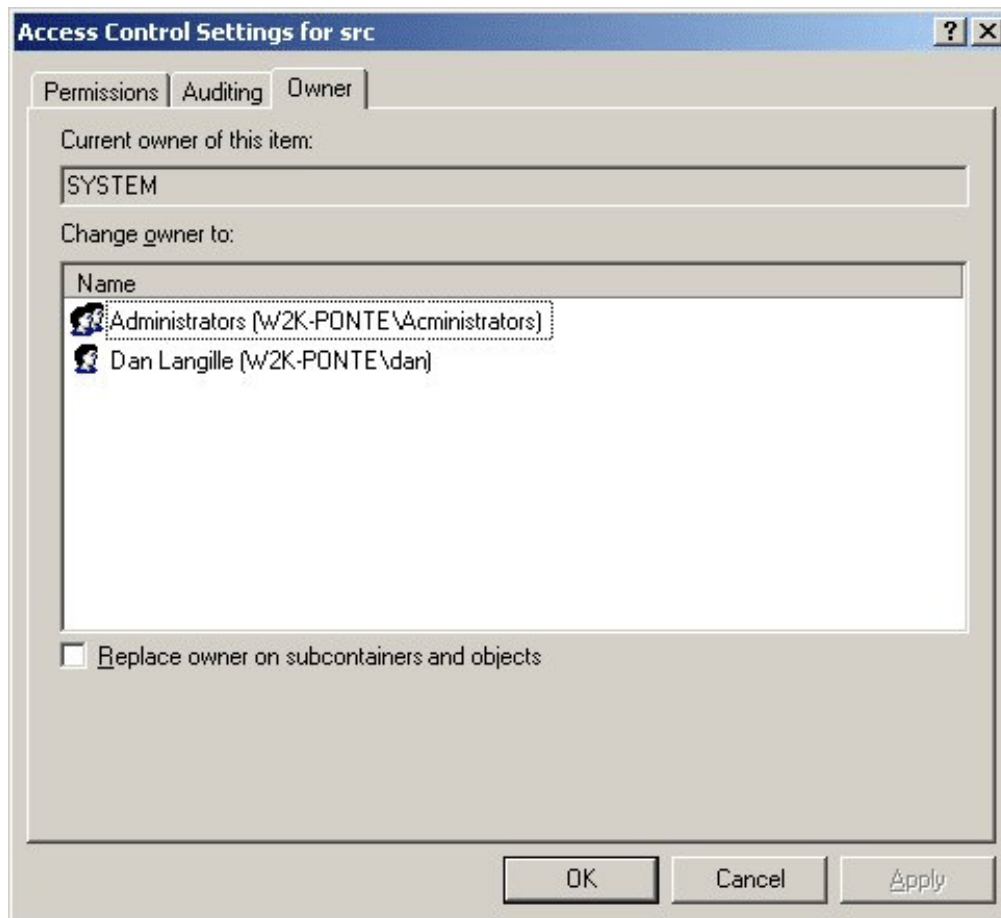 Access Control Settings for src
Permissions Auditing Owner
Current owner of this item:
SYSTEM
Change owner to:
Name
Administrators (W2K-PONTE\Acministrators)
Dan Langille (W2K-PONTE\dan)
Replace owner on subcontainers and objects
OK Cancel Apply